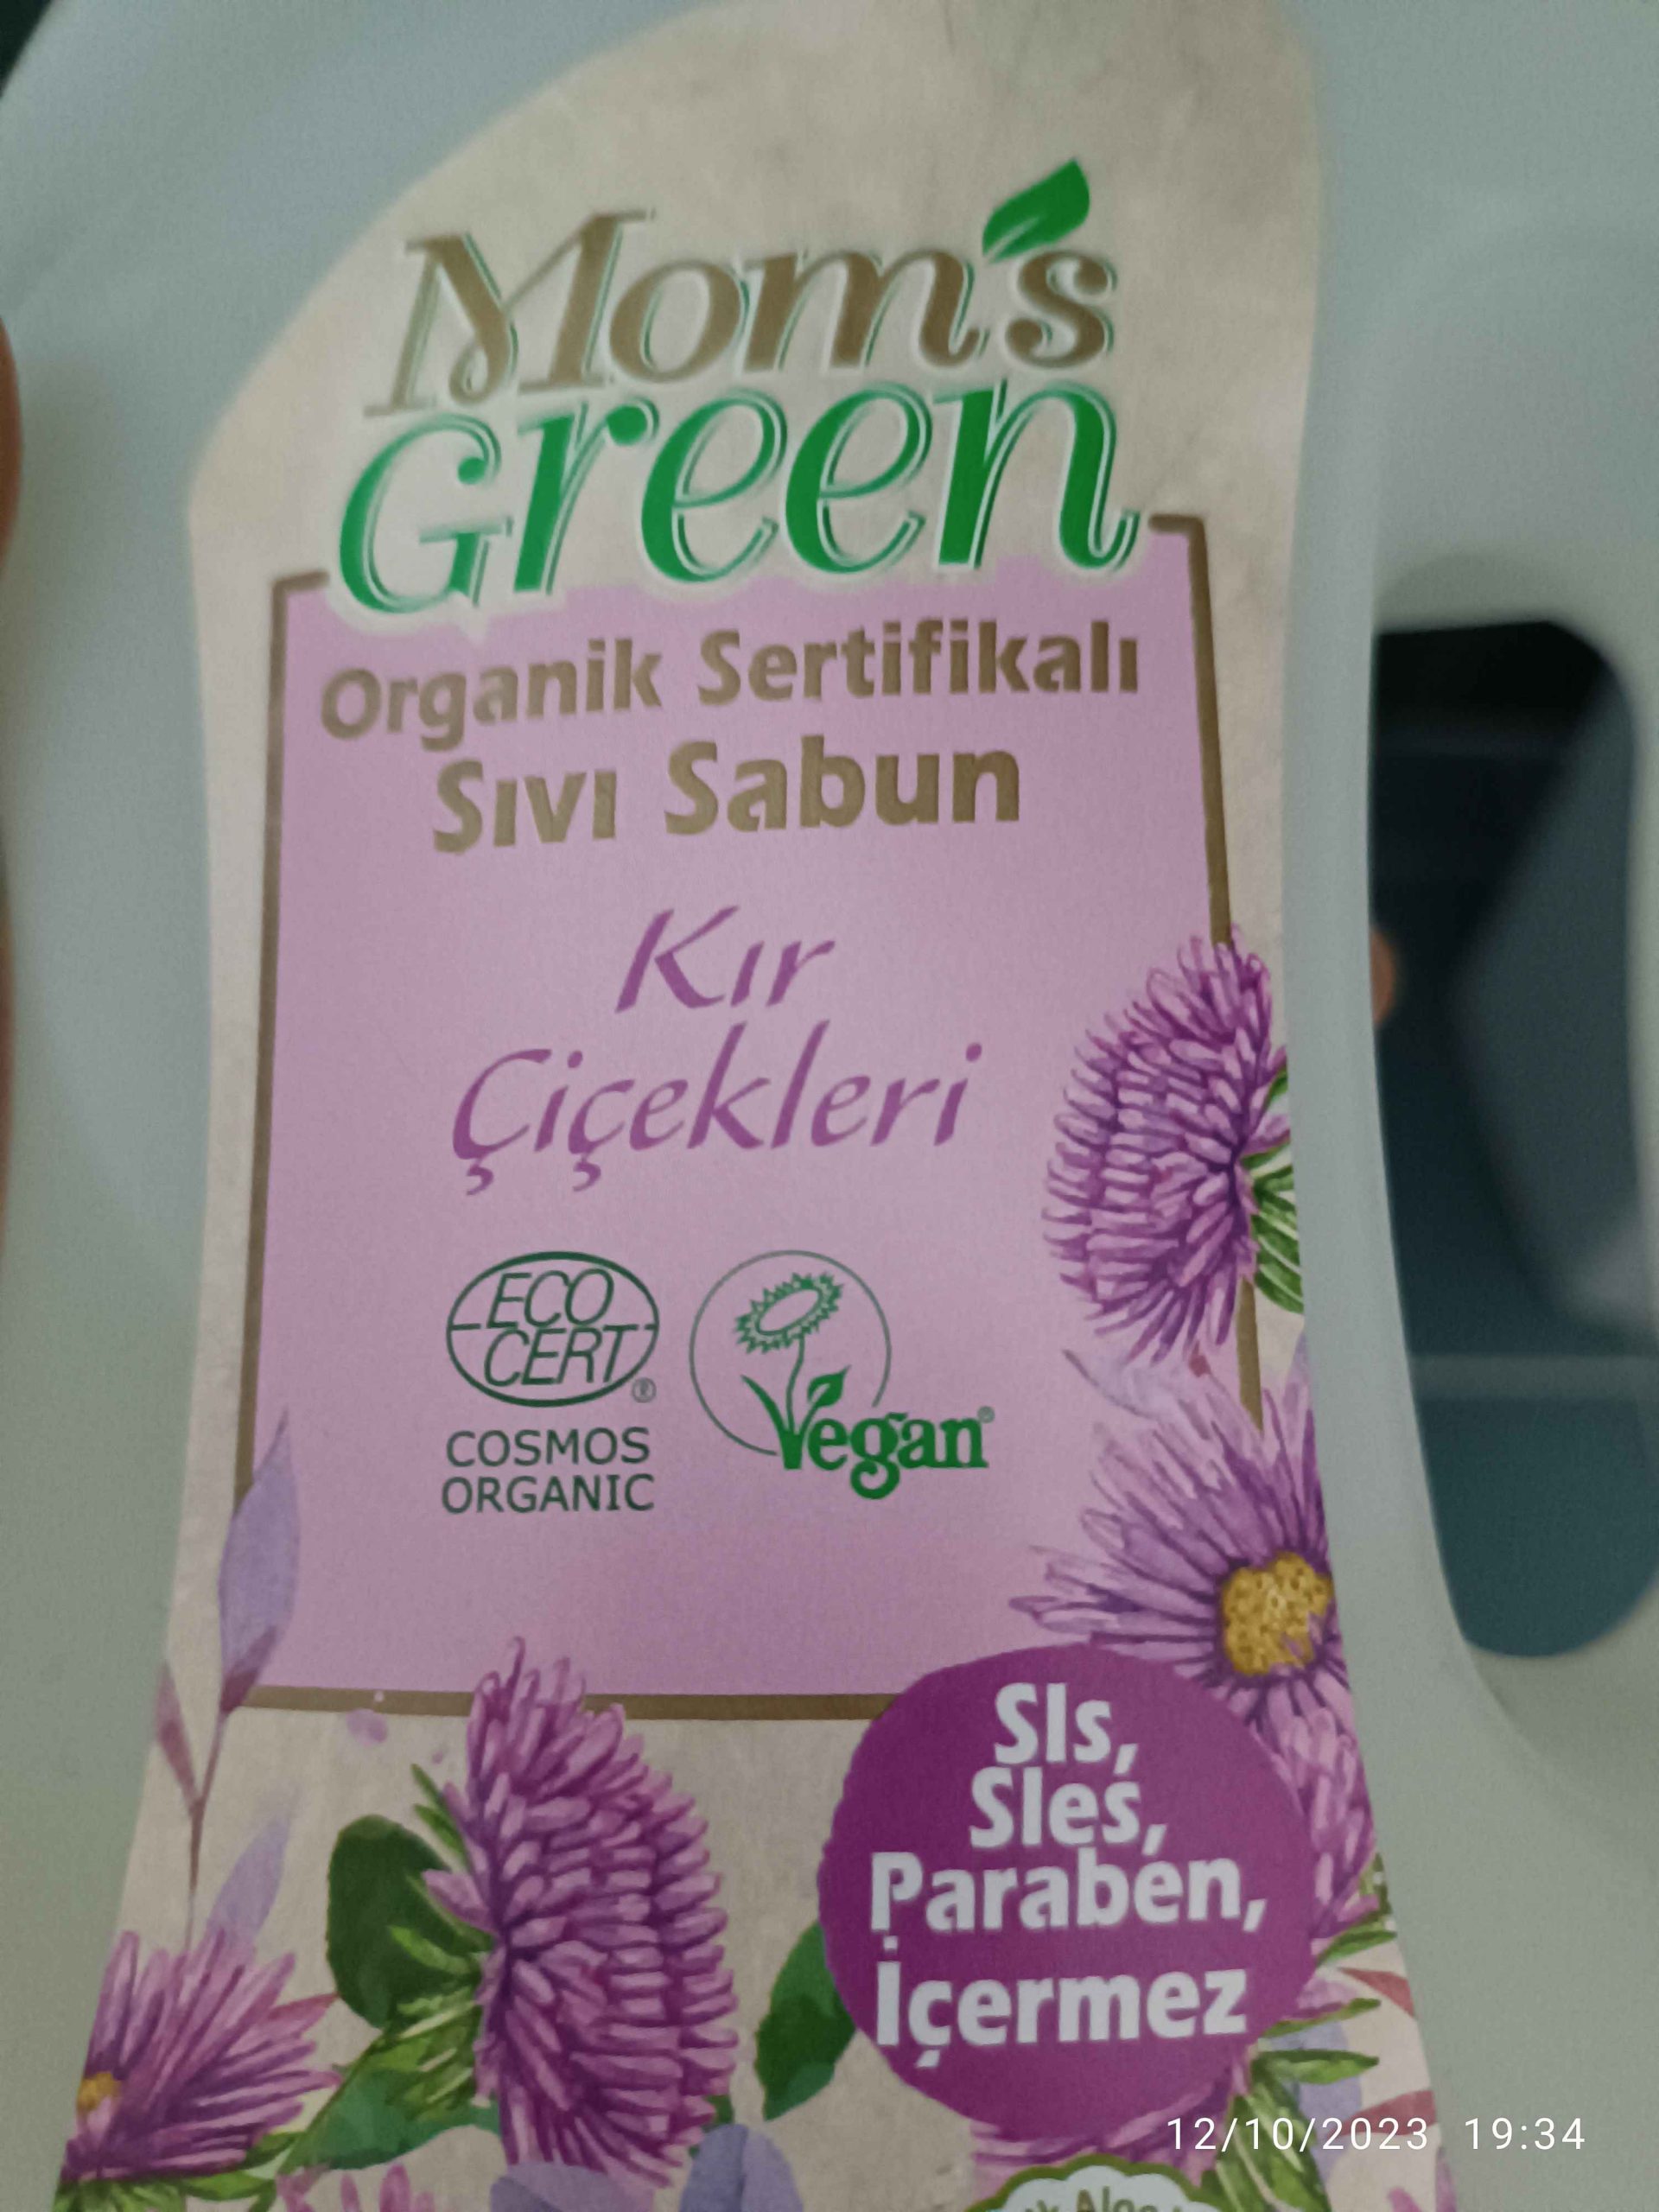 Mom's
Green
Organik Sertifikalı
Sıvı Sabun
Kır
Çiçekleri
ECO
CERT®
COSMOS
ORGANIC
Vegan®
Sls,
Sles,
Paraben,
İçermez
12/10/2023 19:34